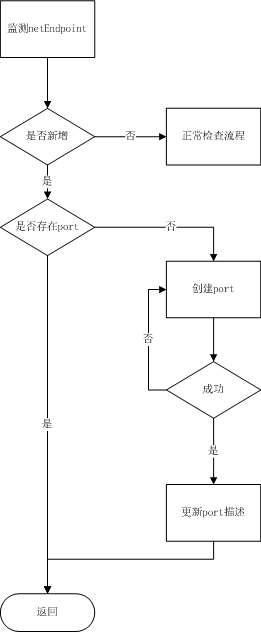 监测netEndpoint
是否新增
否
正常检查流程
是
是否存在port
否
创建port
否
成功
是
是
更新port描述
返回